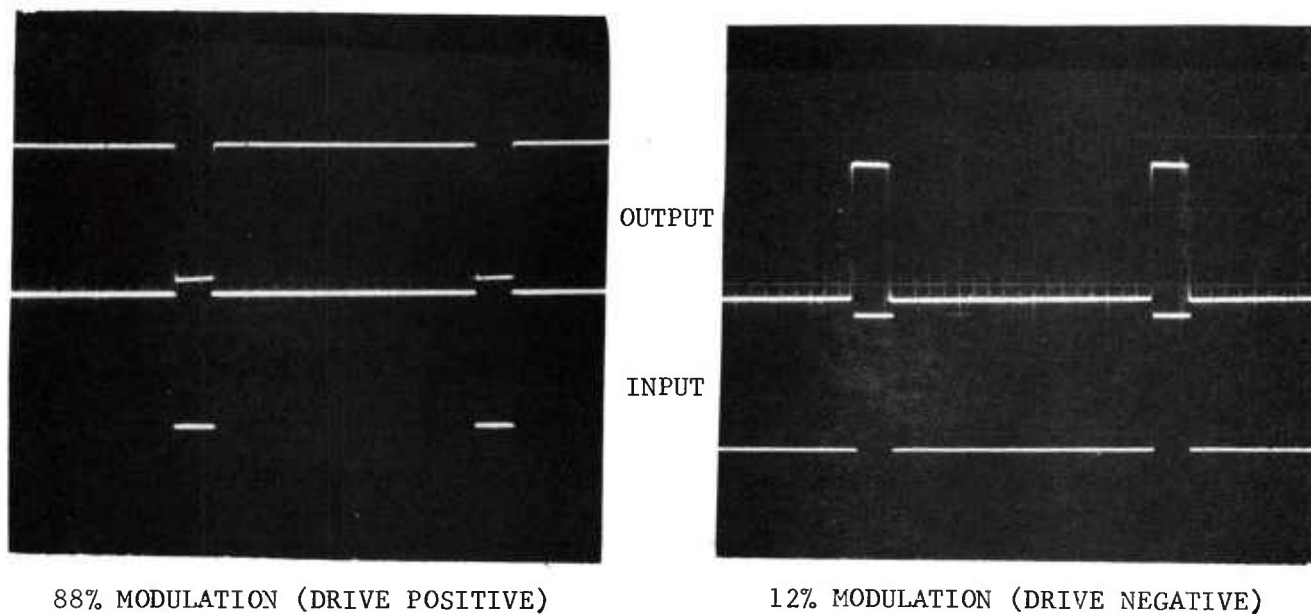 OUTPUT
INPUT
88% MODULATION (DRIVE POSITIVE)
12% MODULATION (DRIVE NEGATIVE)